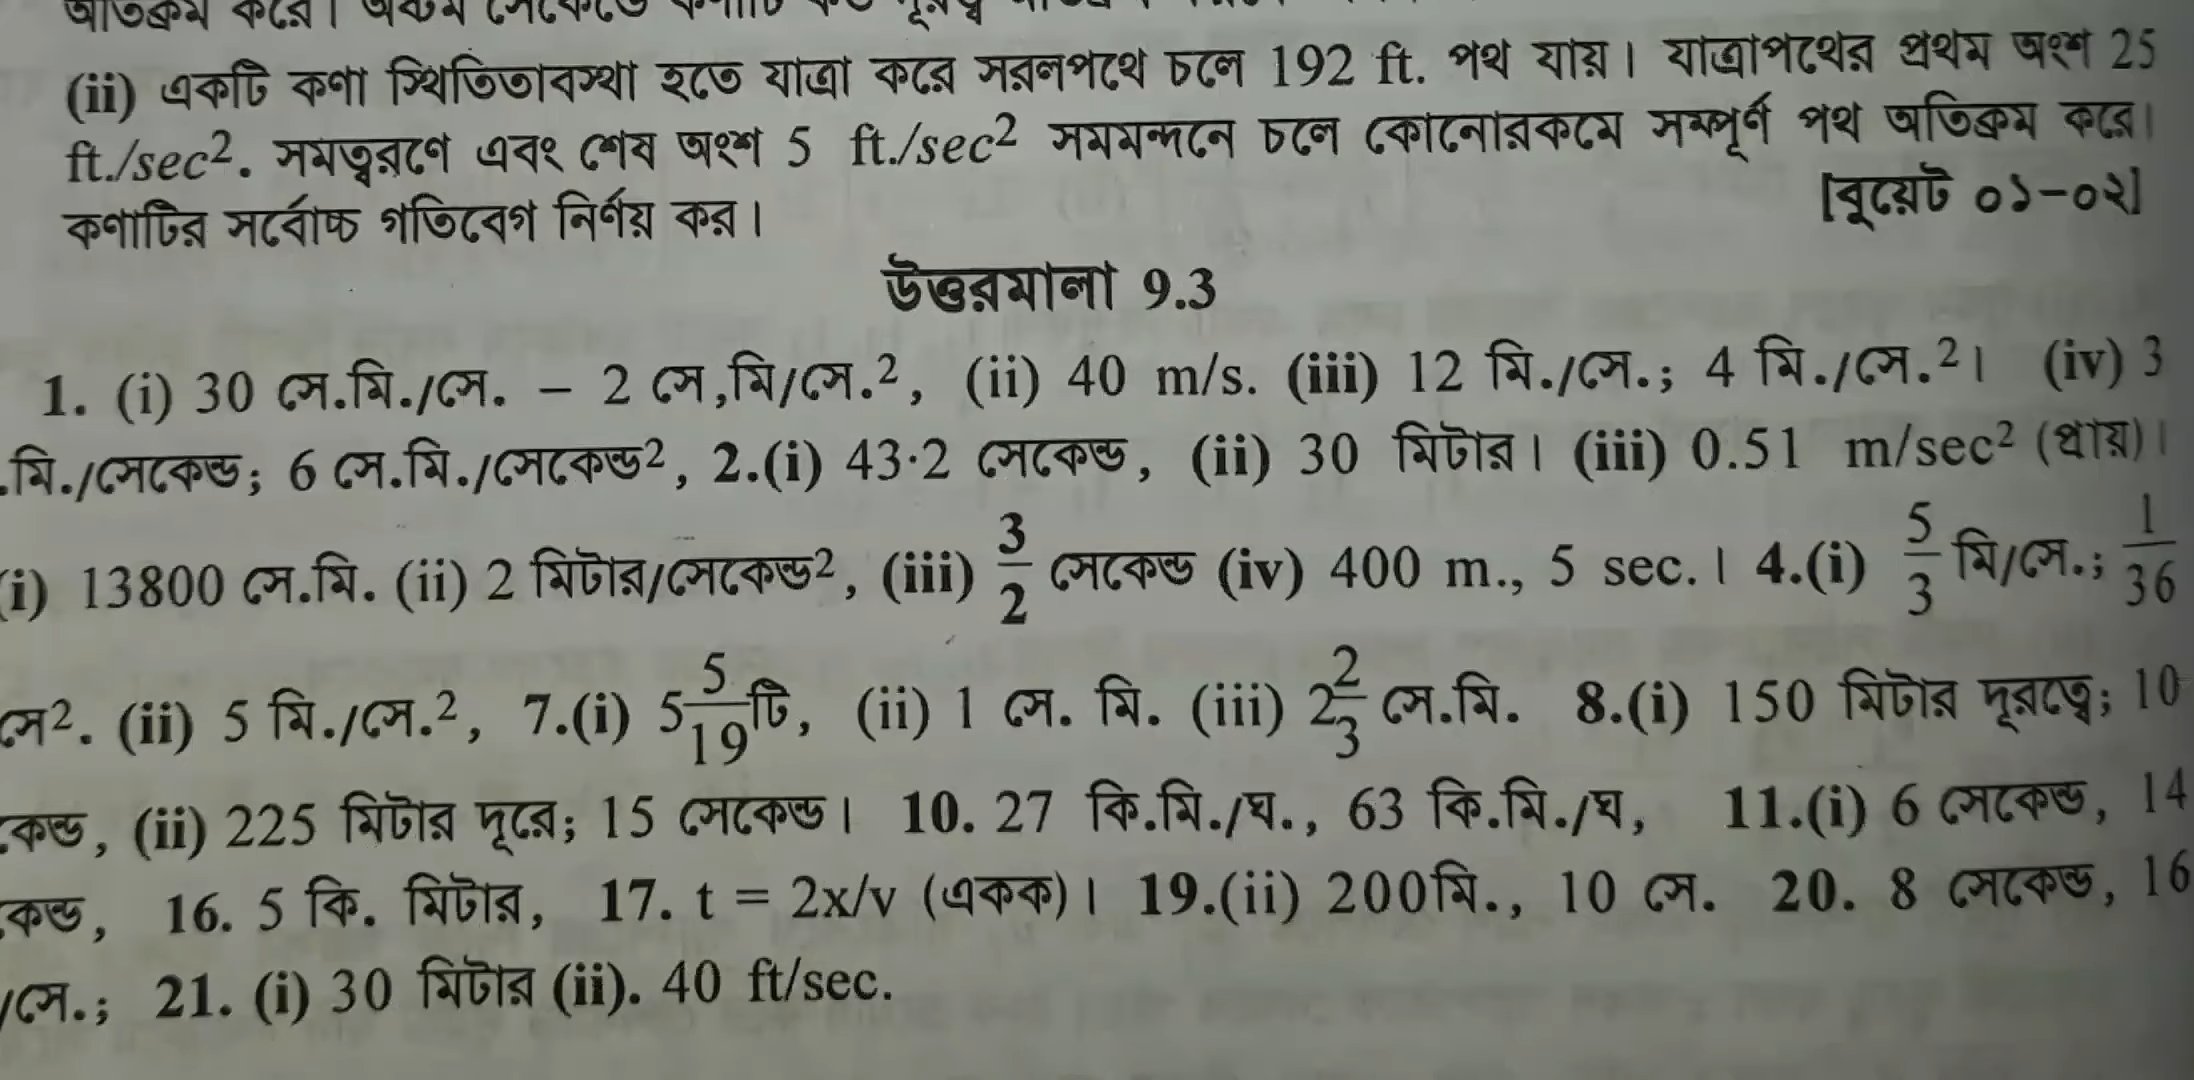 (ii) একটি কণা স্থিতিতাবস্থা হতে যাত্রা করে সরলপথে চলে 192 ft. পথ যায়। যাত্রাপথের প্রথম অংশ 25
ft./sec². সমত্বরণে এবং শেষ অংশ 5 ft./sec² সমমন্দনে চলে কোনোরকমে সম্পূর্ণ পথ অতিক্রম করে।
কণাটির সর্বোচ্চ গতিবেগ নির্ণয় কর। [বুয়েট ০১-০২]
উত্তরমালা 9.3
1. (i) 30 সে.মি./সে. – 2 সে,মি/সে.², (ii) 40 m/s. (iii) 12 মি./সে.; 4 মি./সে.²। (iv) 3
.মি./সেকেন্ড; 6 সে.মি./সেকেন্ড², 2.(i) 43·2 সেকেন্ড, (ii) 30 মিটার। (iii) 0.51 m/sec² (প্রায়)।
(i) 13800 সে.মি. (ii) 2 মিটার/সেকেন্ড², (iii) 3/2 সেকেন্ড (iv) 400 m., 5 sec.। 4.(i) 5/3 মি/সে.; 1/36
সে². (ii) 5 মি./সে.², 7.(i) 5 5/19 টি, (ii) 1 সে. মি. (iii) 2 2/3 সে.মি. 8.(i) 150 মিটার দূরত্বে; 10
কেন্ড, (ii) 225 মিটার দূরে; 15 সেকেন্ড। 10. 27 কি.মি./ঘ., 63 কি.মি./ঘ, 11.(i) 6 সেকেন্ড, 14
কেন্ড, 16. 5 কি. মিটার, 17. t = 2x/v (একক)। 19.(ii) 200মি., 10 সে. 20. 8 সেকেন্ড, 16
/সে.; 21. (i) 30 মিটার (ii). 40 ft/sec.